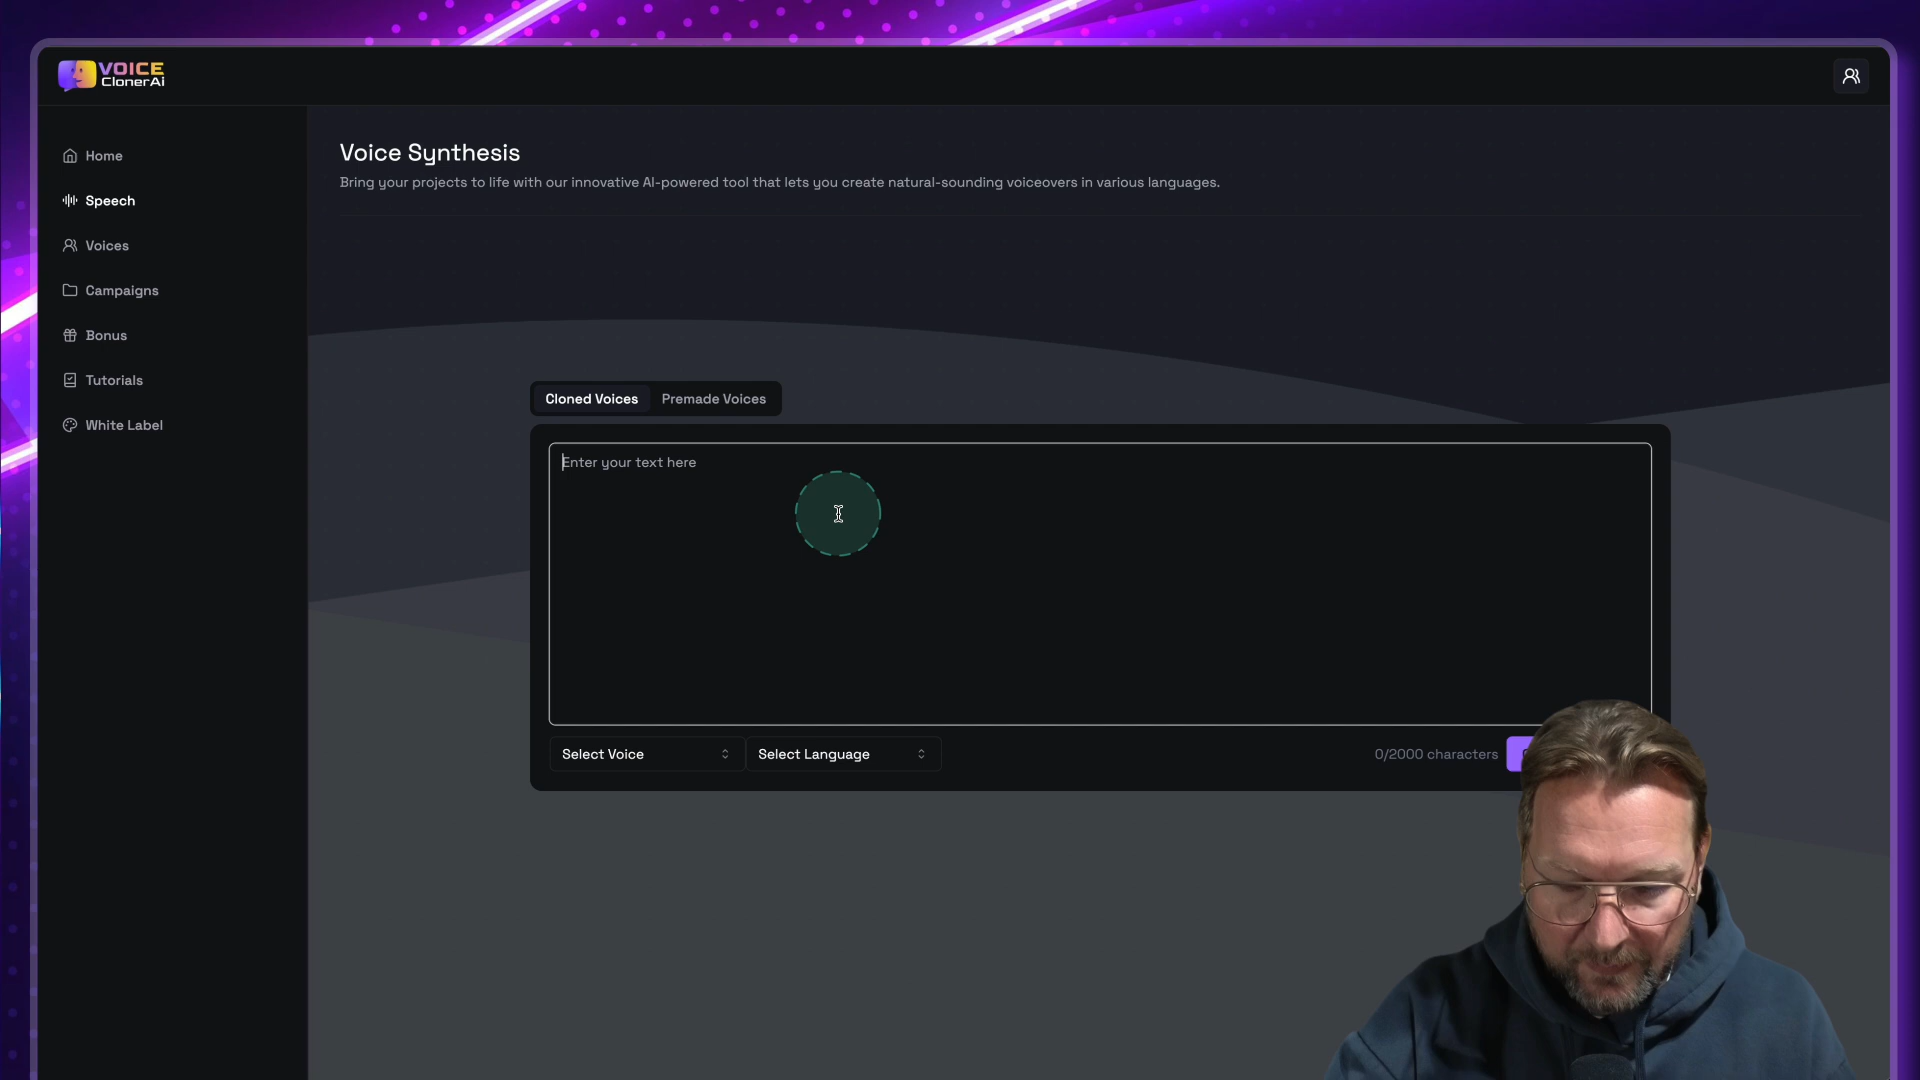 VOICE
ClonerAi
Home
Speech
Voices
Campaigns
Bonus
Tutorials
White Label
Voice Synthesis
Bring your projects to life with our innovative AI-powered tool that lets you create natural-sounding voiceovers in various languages.
Cloned Voices
Premade Voices
Enter your text here
Select Voice
Select Language
0/2000 characters